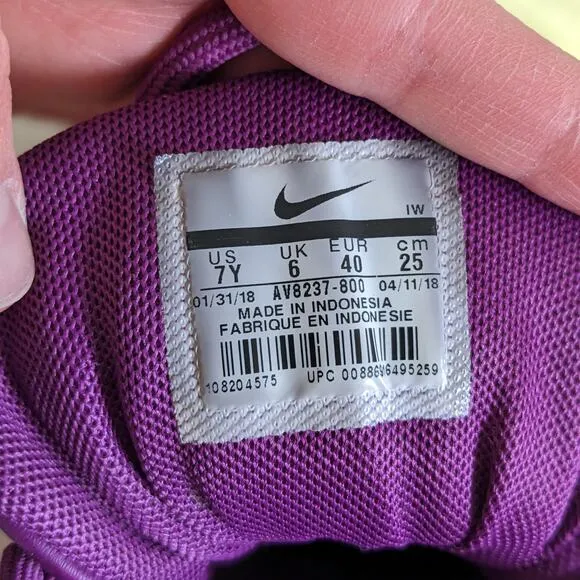 IW
US UK EUR cm
7Y 6 40 25
01/31/18 AV8237-800 04/11/18
MADE IN INDONESIA
FABRIQUE EN INDONESIE
108204575 UPC